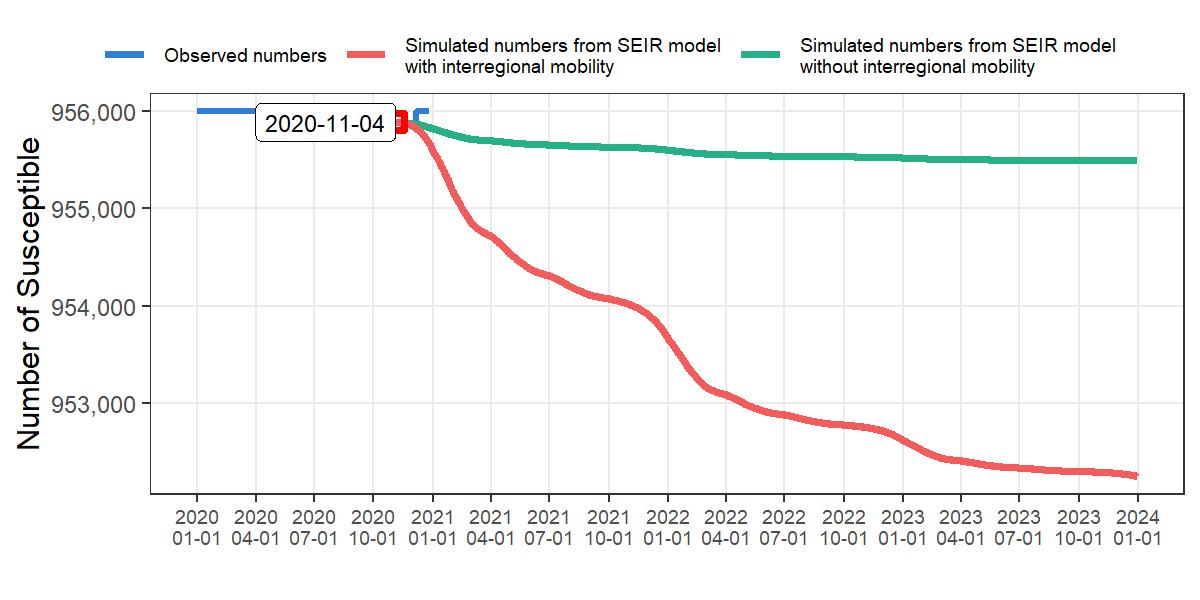 Observed numbers
Simulated numbers from SEIR model
with interregional mobility
Simulated numbers from SEIR model
without interregional mobility
Number of Susceptible
956,000
955,000
954,000
953,000
2020-11-04
2020 2020 2020 2020 2021 2021 2021 2021 2022 2022 2022 2022 2023 2023 2023 2023 2024
01-01 04-01 07-01 10-01 01-01 04-01 07-01 10-01 01-01 04-01 07-01 10-01 01-01 04-01 07-01 10-01 01-01